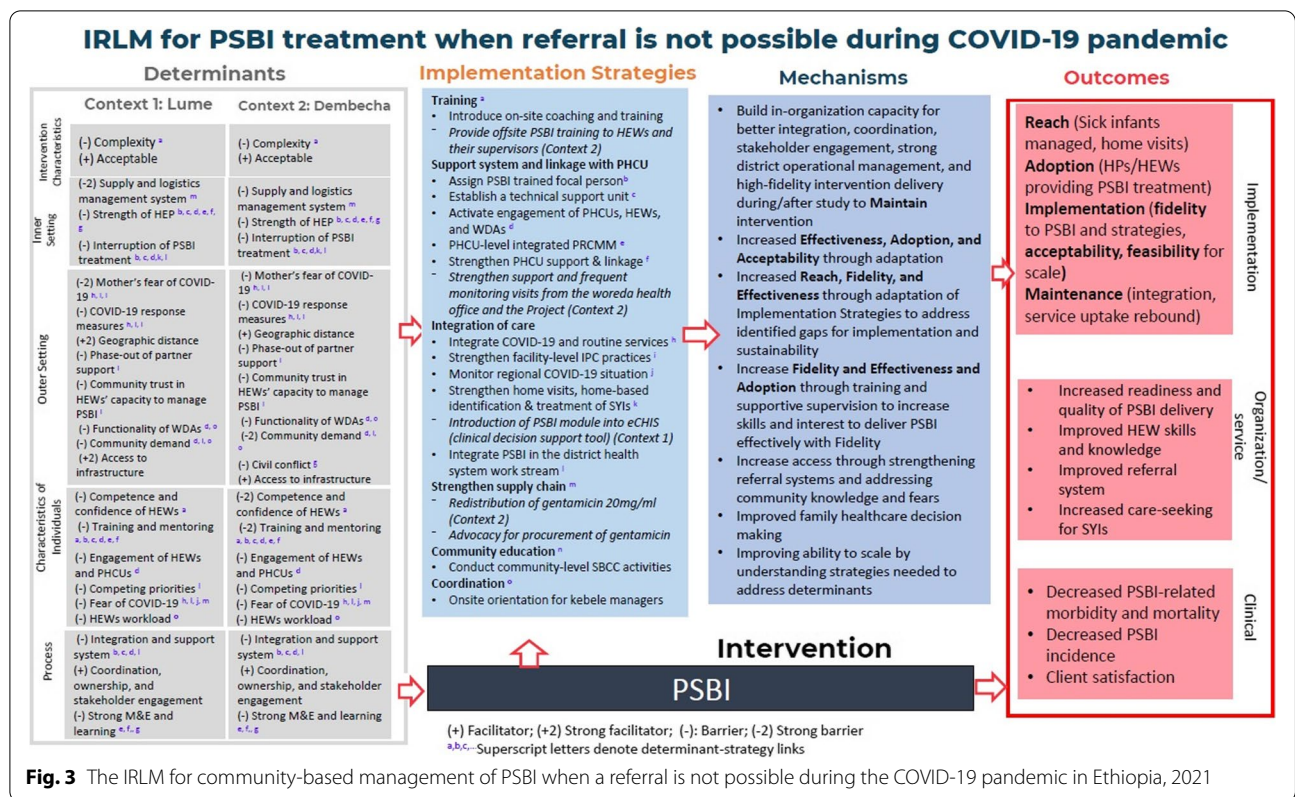 IRLM for PSBI treatment when referral is not possible during COVID-19 pandemic
Determinants
Context 1: Lume
Context 2: Dembecha
Intervention
Characteristics
(-) Complexity a
(+) Acceptable
(-) Complexity a
(+) Acceptable
Inner
Setting
(-2) Supply and logistics
management system m
(-) Strength of HEP b, c, d, e, f,
g
(-) Interruption of PSBI
treatment b, c, d,k, l
(-) Supply and logistics
management system m
(-) Strength of HEP b, c, d, e, f, g
(-) Interruption of PSBI
treatment b, c, d, k, l
Outer Setting
(-2) Mother's fear of COVID-
19 h, i, l
(-) COVID-19 response
measures h, i, l
(+2) Geographic distance
(-) Phase-out of partner
support l
(-) Community trust in
HEWs' capacity to manage
PSBI l
(-) Functionality of WDAs d, o
(-) Community demand d, l, o
(+2) Access to
infrastructure
(-) Mother's fear of COVID-
19 h, i, l
(-) COVID-19 response
measures h, i, l
(+) Geographic distance
(-) Phase-out of partner
support l
(-) Community trust in
HEWs' capacity to manage
PSBI l
(-) Functionality of WDAs d, o
(-2) Community demand d, l,
o
(-) Civil conflict g
(+) Access to infrastructure
Characteristics of
Individuals
(-) Competence and
confidence of HEWs a
(-) Training and mentoring
a, b, c, d, e, f
(-) Engagement of HEWs
and PHCUs d
(-) Competing priorities l
(-) Fear of COVID-19 h, i, j, m
(-) HEWs workload o
(-2) Competence and
confidence of HEWs a
(-2) Training and mentoring
a, b, c, d, e, f
(-) Engagement of HEWs
and PHCUs d
(-) Competing priorities l
(-) Fear of COVID-19 h, i, j, m
(-) HEWs workload o
Process
(-) Integration and support
system b, c, d, l
(+) Coordination,
ownership, and
stakeholder engagement
(-) Strong M&E and
learning e, f,, g
(-) Integration and support
system b, c, d, l
(+) Coordination,
ownership, and stakeholder
engagement
(-) Strong M&E and learning
e, f,, g
Implementation Strategies
Training a
• Introduce on-site coaching and training
- Provide offsite PSBI training to HEWs and
their supervisors (Context 2)
Support system and linkage with PHCU
• Assign PSBI trained focal person b
• Establish a technical support unit c
• Activate engagement of PHCUs, HEWs,
and WDAs d
• PHCU-level integrated PRCMM e
• Strengthen PHCU support & linkage f
- Strengthen support and frequent
monitoring visits from the woreda health
office and the Project (Context 2)
Integration of care
• Integrate COVID-19 and routine services h
• Strengthen facility-level IPC practices i
• Monitor regional COVID-19 situation j
• Strengthen home visits, home-based
identification & treatment of SYIs k
- Introduction of PSBI module into eCHIS
(clinical decision support tool) (Context 1)
• Integrate PSBI in the district health
system work stream l
Strengthen supply chain m
- Redistribution of gentamicin 20mg/ml
(Context 2)
- Advocacy for procurement of gentamicin
Community education n
• Conduct community-level SBCC activities
Coordination o
• Onsite orientation for kebele managers
Mechanisms
• Build in-organization capacity for
better integration, coordination,
stakeholder engagement, strong
district operational management, and
high-fidelity intervention delivery
during/after study to Maintain
intervention
• Increased Effectiveness, Adoption, and
Acceptability through adaptation
• Increased Reach, Fidelity, and
Effectiveness through adaptation of
Implementation Strategies to address
identified gaps for implementation and
sustainability
• Increase Fidelity and Effectiveness and
Adoption through training and
supportive supervision to increase
skills and interest to deliver PSBI
effectively with Fidelity
• Increase access through strengthening
referral systems and addressing
community knowledge and fears
• Improved family healthcare decision
making
• Improving ability to scale by
understanding strategies needed to
address determinants
Outcomes
Reach (Sick infants
managed, home visits)
Adoption (HPs/HEWs
providing PSBI treatment)
Implementation (fidelity
to PSBI and strategies,
acceptability, feasibility for
scale)
Maintenance (integration,
service uptake rebound)
Implementation
• Increased readiness and
quality of PSBI delivery
• Improved HEW skills
and knowledge
• Improved referral
system
• Increased care-seeking
for SYIs
Organization/
service
• Decreased PSBI-related
morbidity and mortality
• Decreased PSBI
incidence
• Client satisfaction
Clinical
Intervention
PSBI
(+) Facilitator; (+2) Strong facilitator; (-): Barrier; (-2) Strong barrier
a,b,c,.. Superscript letters denote determinant-strategy links
Fig. 3 The IRLM for community-based management of PSBI when a referral is not possible during the COVID-19 pandemic in Ethiopia, 2021